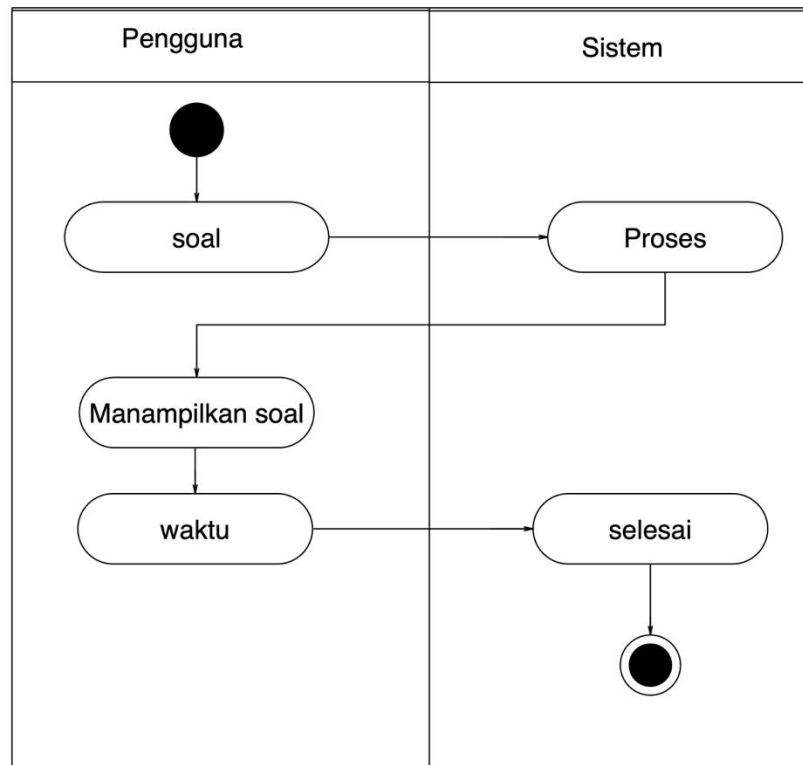 Pengguna
Sistem
soal
Proses
Manampilkan soal
waktu
selesai